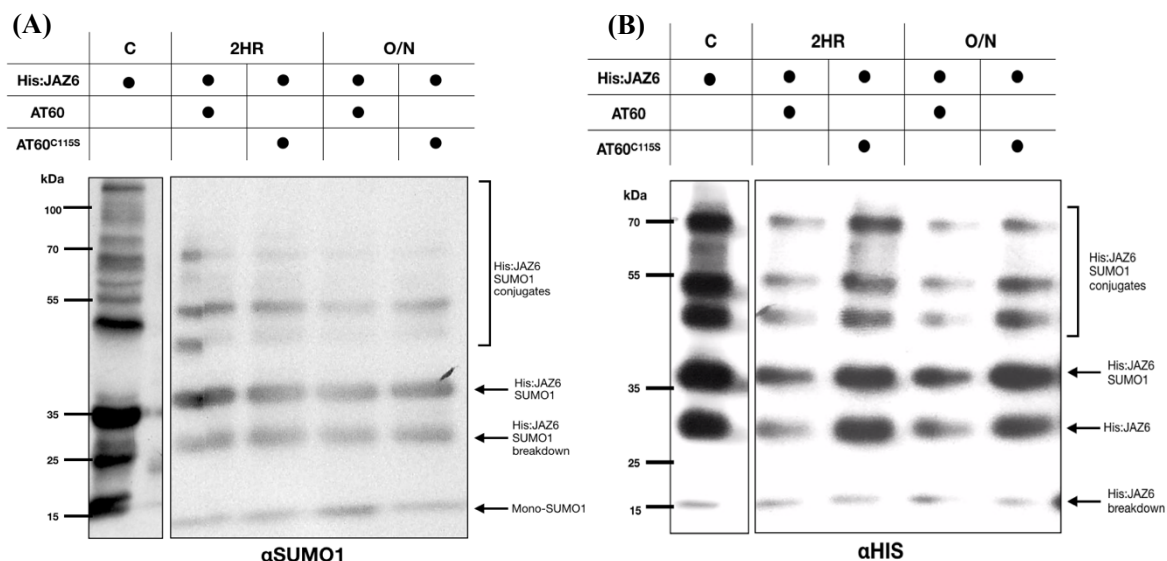 (A)
C 2HR O/N
His:JAZ6
AT60
AT60C115S
kDa
100
70
55
35
25
15
His:JAZ6
SUMO1
conjugates
His:JAZ6
SUMO1
His:JAZ6
SUMO1
breakdown
Mono-SUMO1
αSUMO1
(B)
C 2HR O/N
His:JAZ6
AT60
AT60C115S
kDa
70
55
35
25
15
His:JAZ6
SUMO1
conjugates
His:JAZ6
SUMO1
His:JAZ6
His:JAZ6
breakdown
αHIS